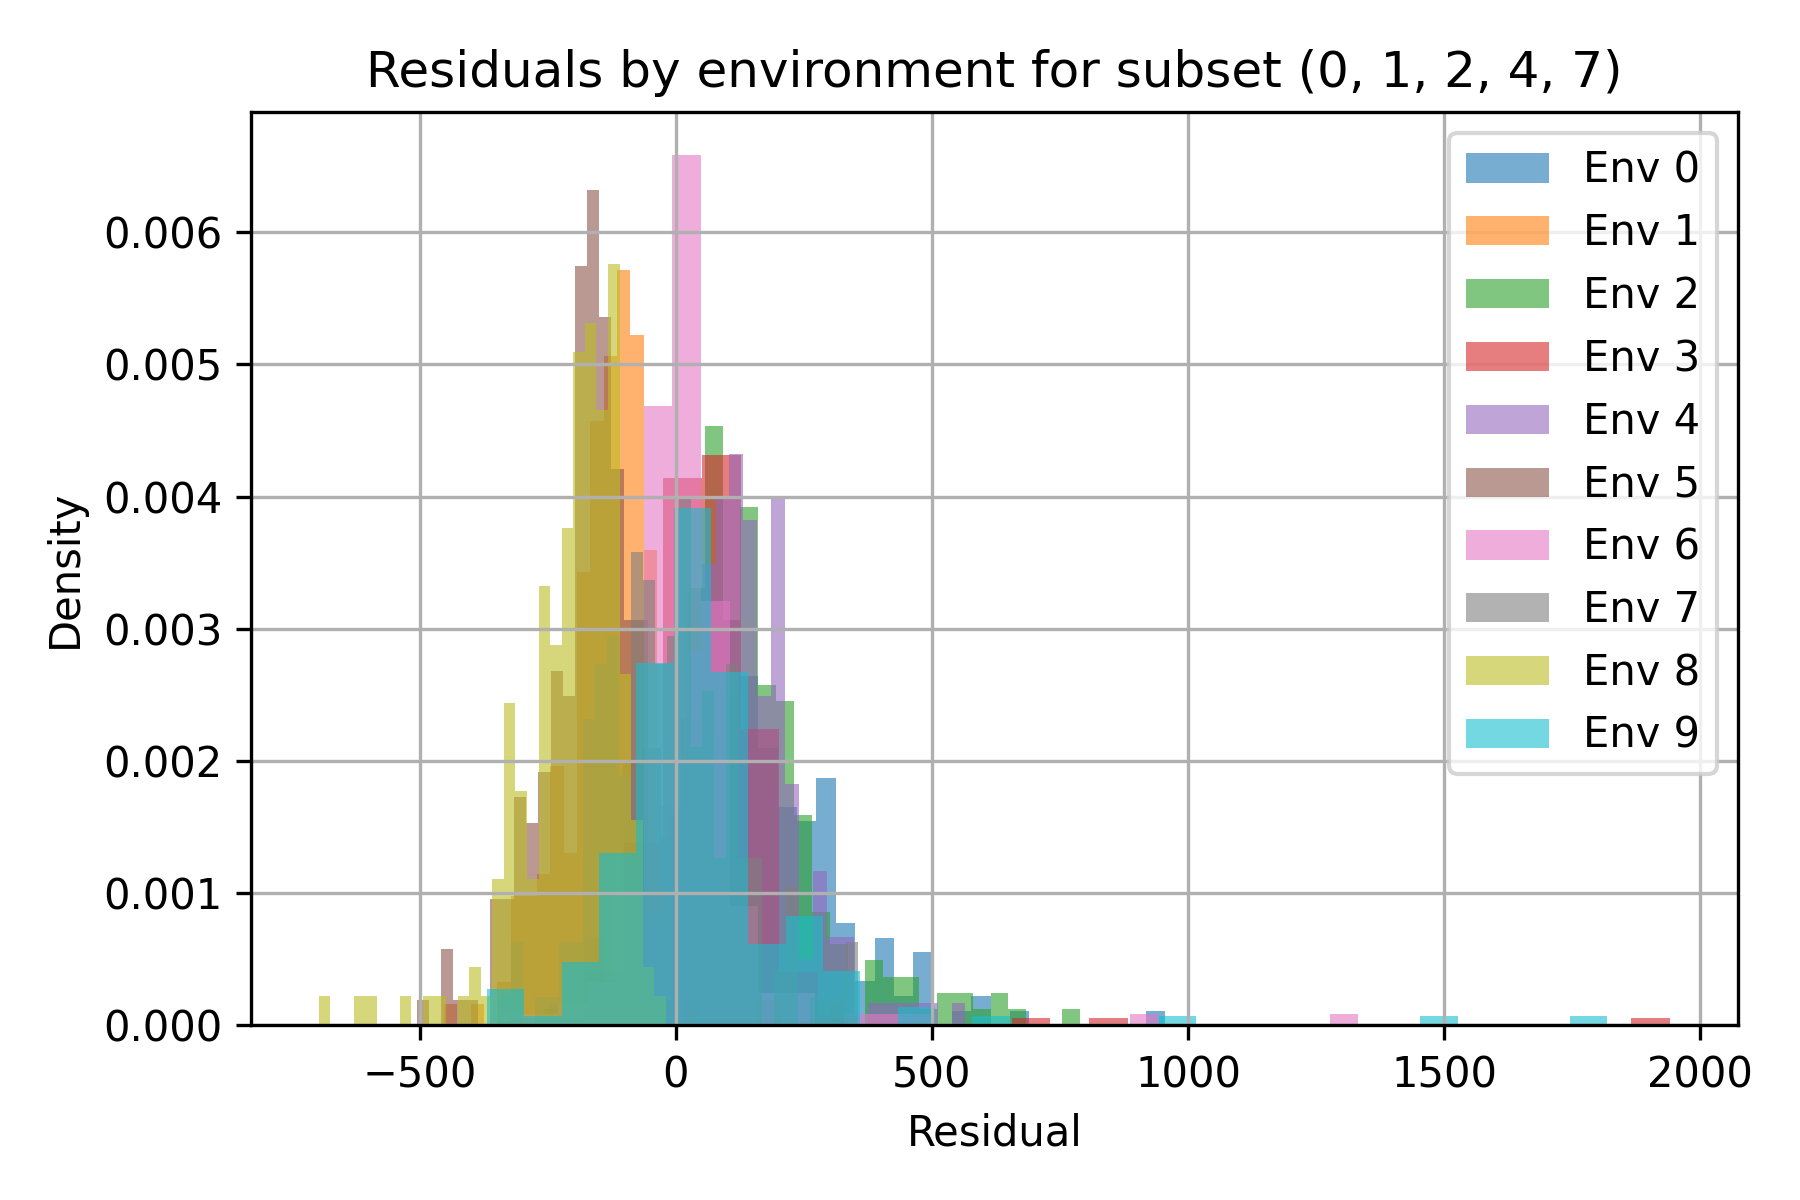 Residuals by environment for subset (0, 1, 2, 4, 7)
Density
0.006
0.005
0.004
0.003
0.002
0.001
0.000
−500
0
500
1000
1500
2000
Residual
Env 0
Env 1
Env 2
Env 3
Env 4
Env 5
Env 6
Env 7
Env 8
Env 9